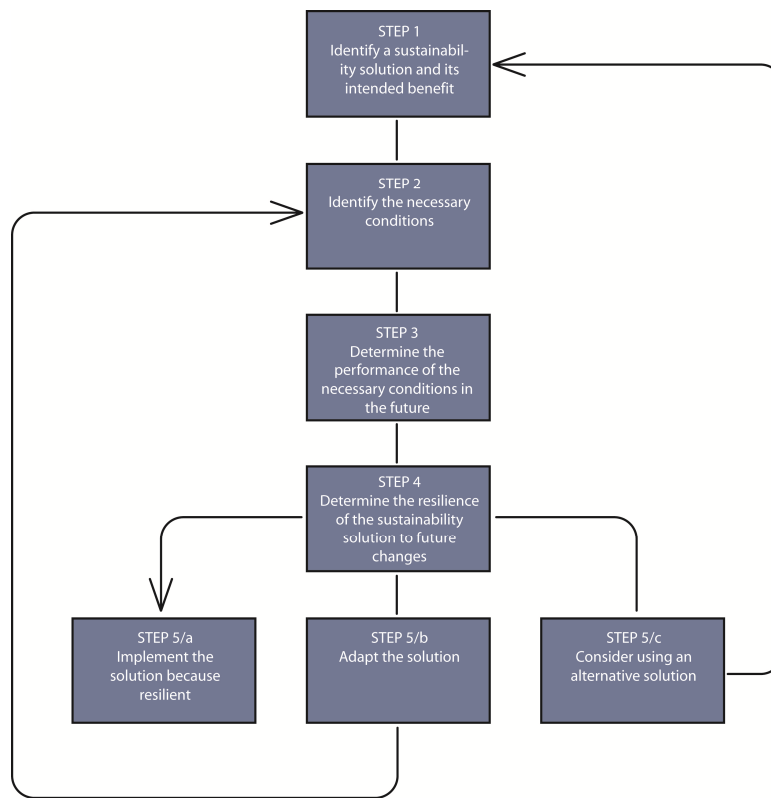 STEP 1
Identify a sustainabil-
ity solution and its
intended benefit
STEP 2
Identify the necessary
conditions
STEP 3
Determine the
performance of the
necessary conditions in
the future
STEP 4
Determine the resilience
of the sustainability
solution to future
changes
STEP 5/a
Implement the
solution because
resilient
STEP 5/b
Adapt the solution
STEP 5/c
Consider using an
alternative solution